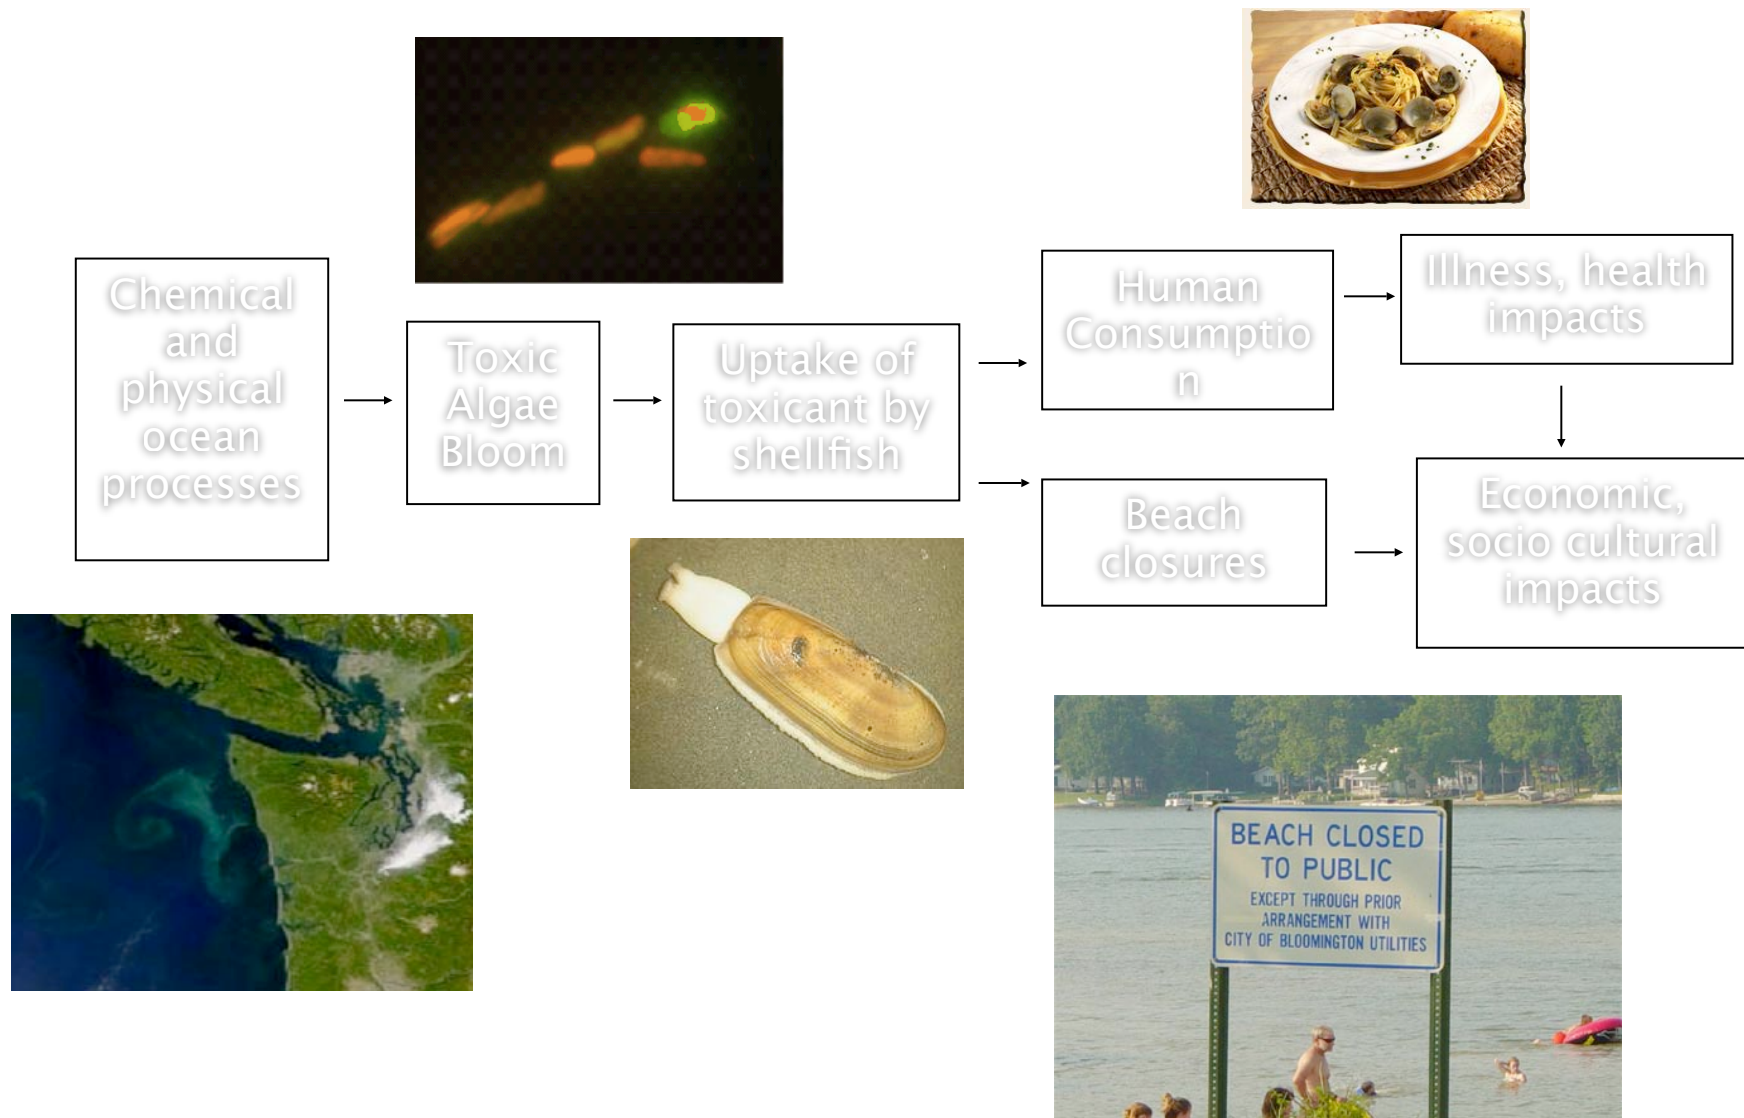 Chemical
and
physical
ocean
processes
Toxic
Algae
Bloom
Uptake of
toxicant by
shellfish
Human
Consumptio
n
Illness, health
impacts
Beach
closures
Economic,
socio cultural
impacts
BEACH CLOSED
TO PUBLIC
EXCEPT THROUGH PRIOR
ARRANGEMENT WITH
CITY OF BLOOMINGTON UTILITIES